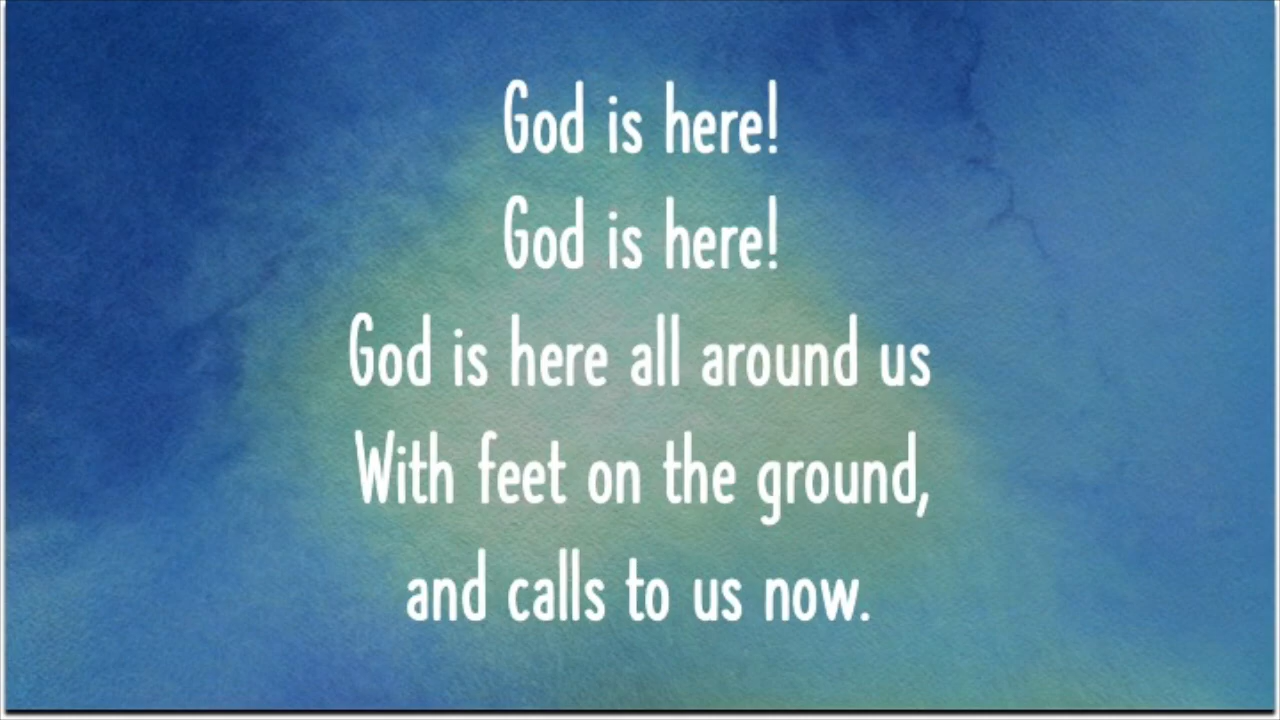 God is here!
God is here!
God is here all around us
With feet on the ground,
and calls to us now.